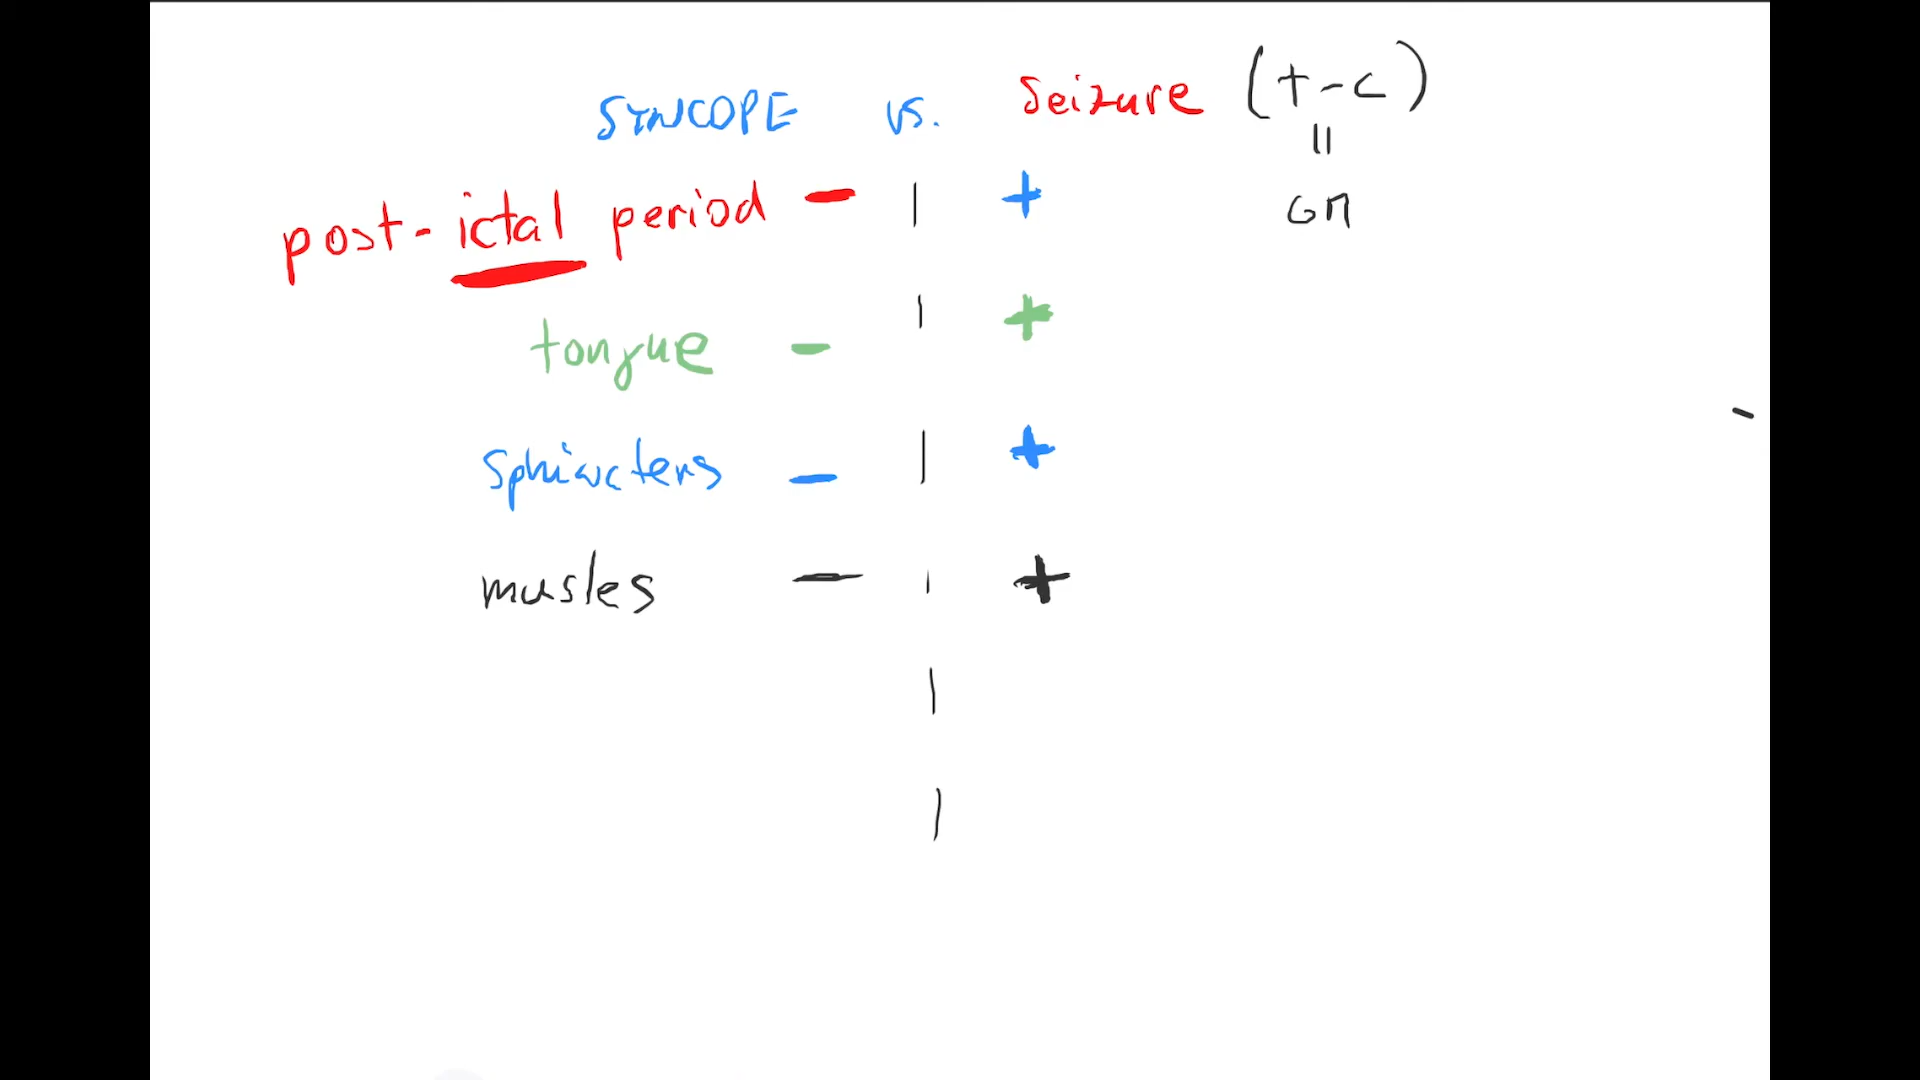 SYNCOPE vs. Seizure (t-c)
||
GM
post-ictal period - | +
tongue - | +
Sphincters - | +
musles - | +
|
|